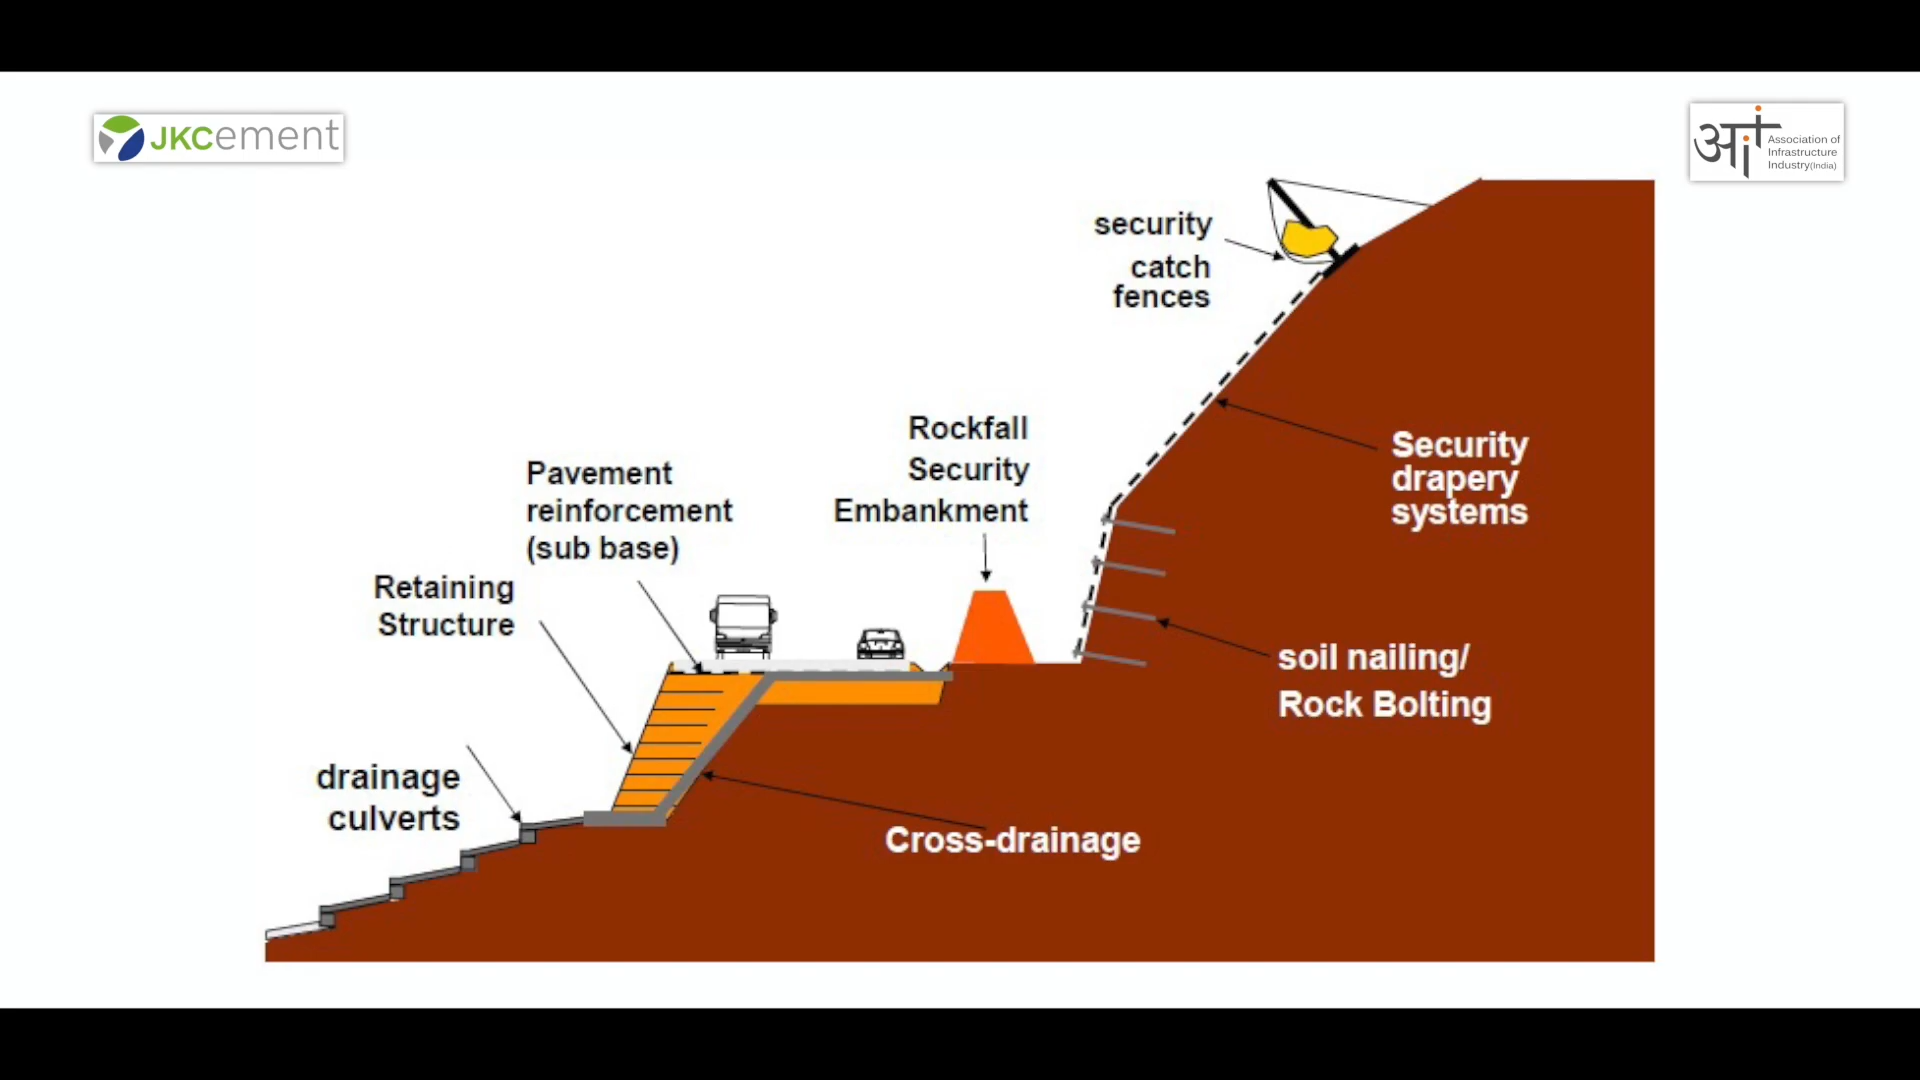 JKCement
आई
Association of
Infrastructure
Industry(India)
security
catch
fences
Rockfall
Security
Embankment
Security
drapery
systems
Pavement
reinforcement
(sub base)
Retaining
Structure
soil nailing/
Rock Bolting
drainage
culverts
Cross-drainage